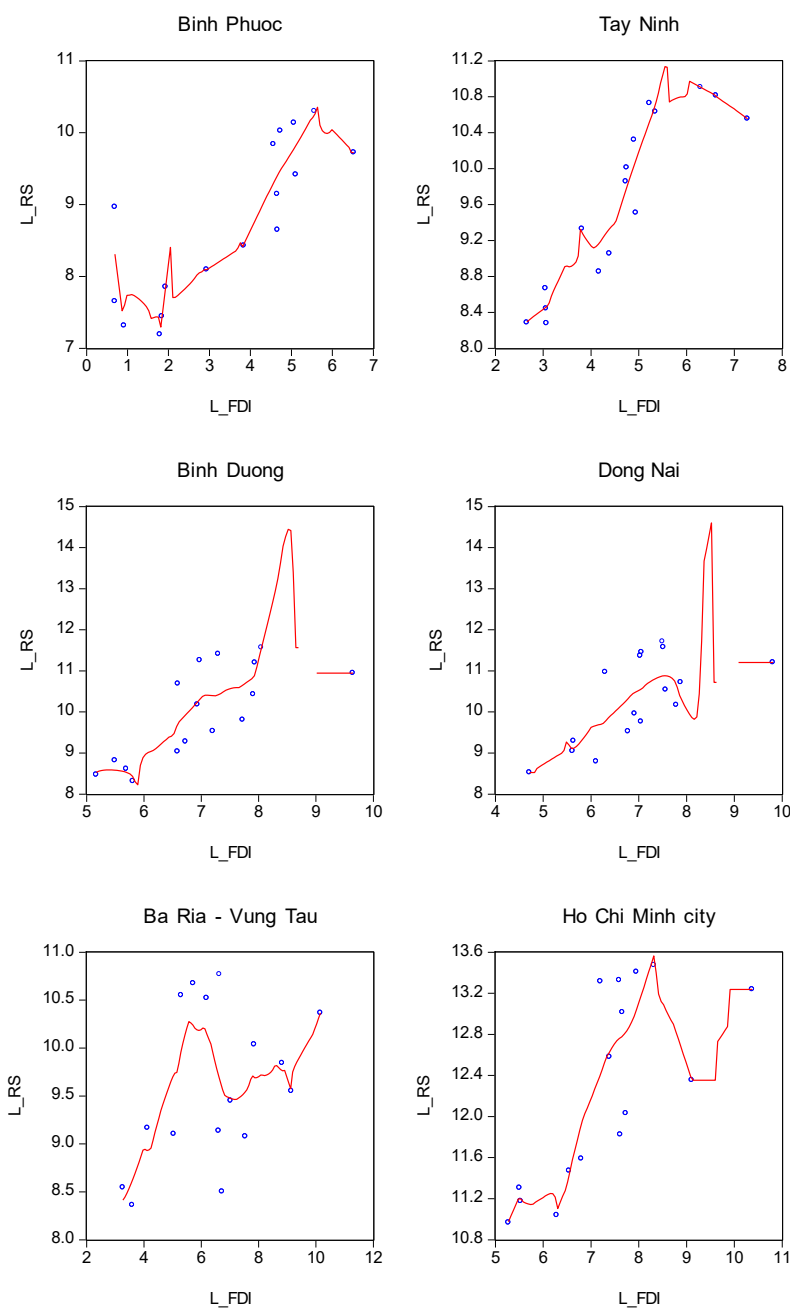 Binh Phuoc
11
10
9
8
7
L_RS
0 1 2 3 4 5 6 7
L_FDI
Tay Ninh
11.2
10.8
10.4
10.0
9.6
9.2
8.8
8.4
8.0
L_RS
2 3 4 5 6 7 8
L_FDI
Binh Duong
15
14
13
12
11
10
9
8
L_RS
5 6 7 8 9 10
L_FDI
Dong Nai
15
14
13
12
11
10
9
8
L_RS
4 5 6 7 8 9 10
L_FDI
Ba Ria - Vung Tau
11.0
10.5
10.0
9.5
9.0
8.5
8.0
L_RS
2 4 6 8 10 12
L_FDI
Ho Chi Minh city
13.6
13.2
12.8
12.4
12.0
11.6
11.2
10.8
L_RS
5 6 7 8 9 10 11
L_FDI